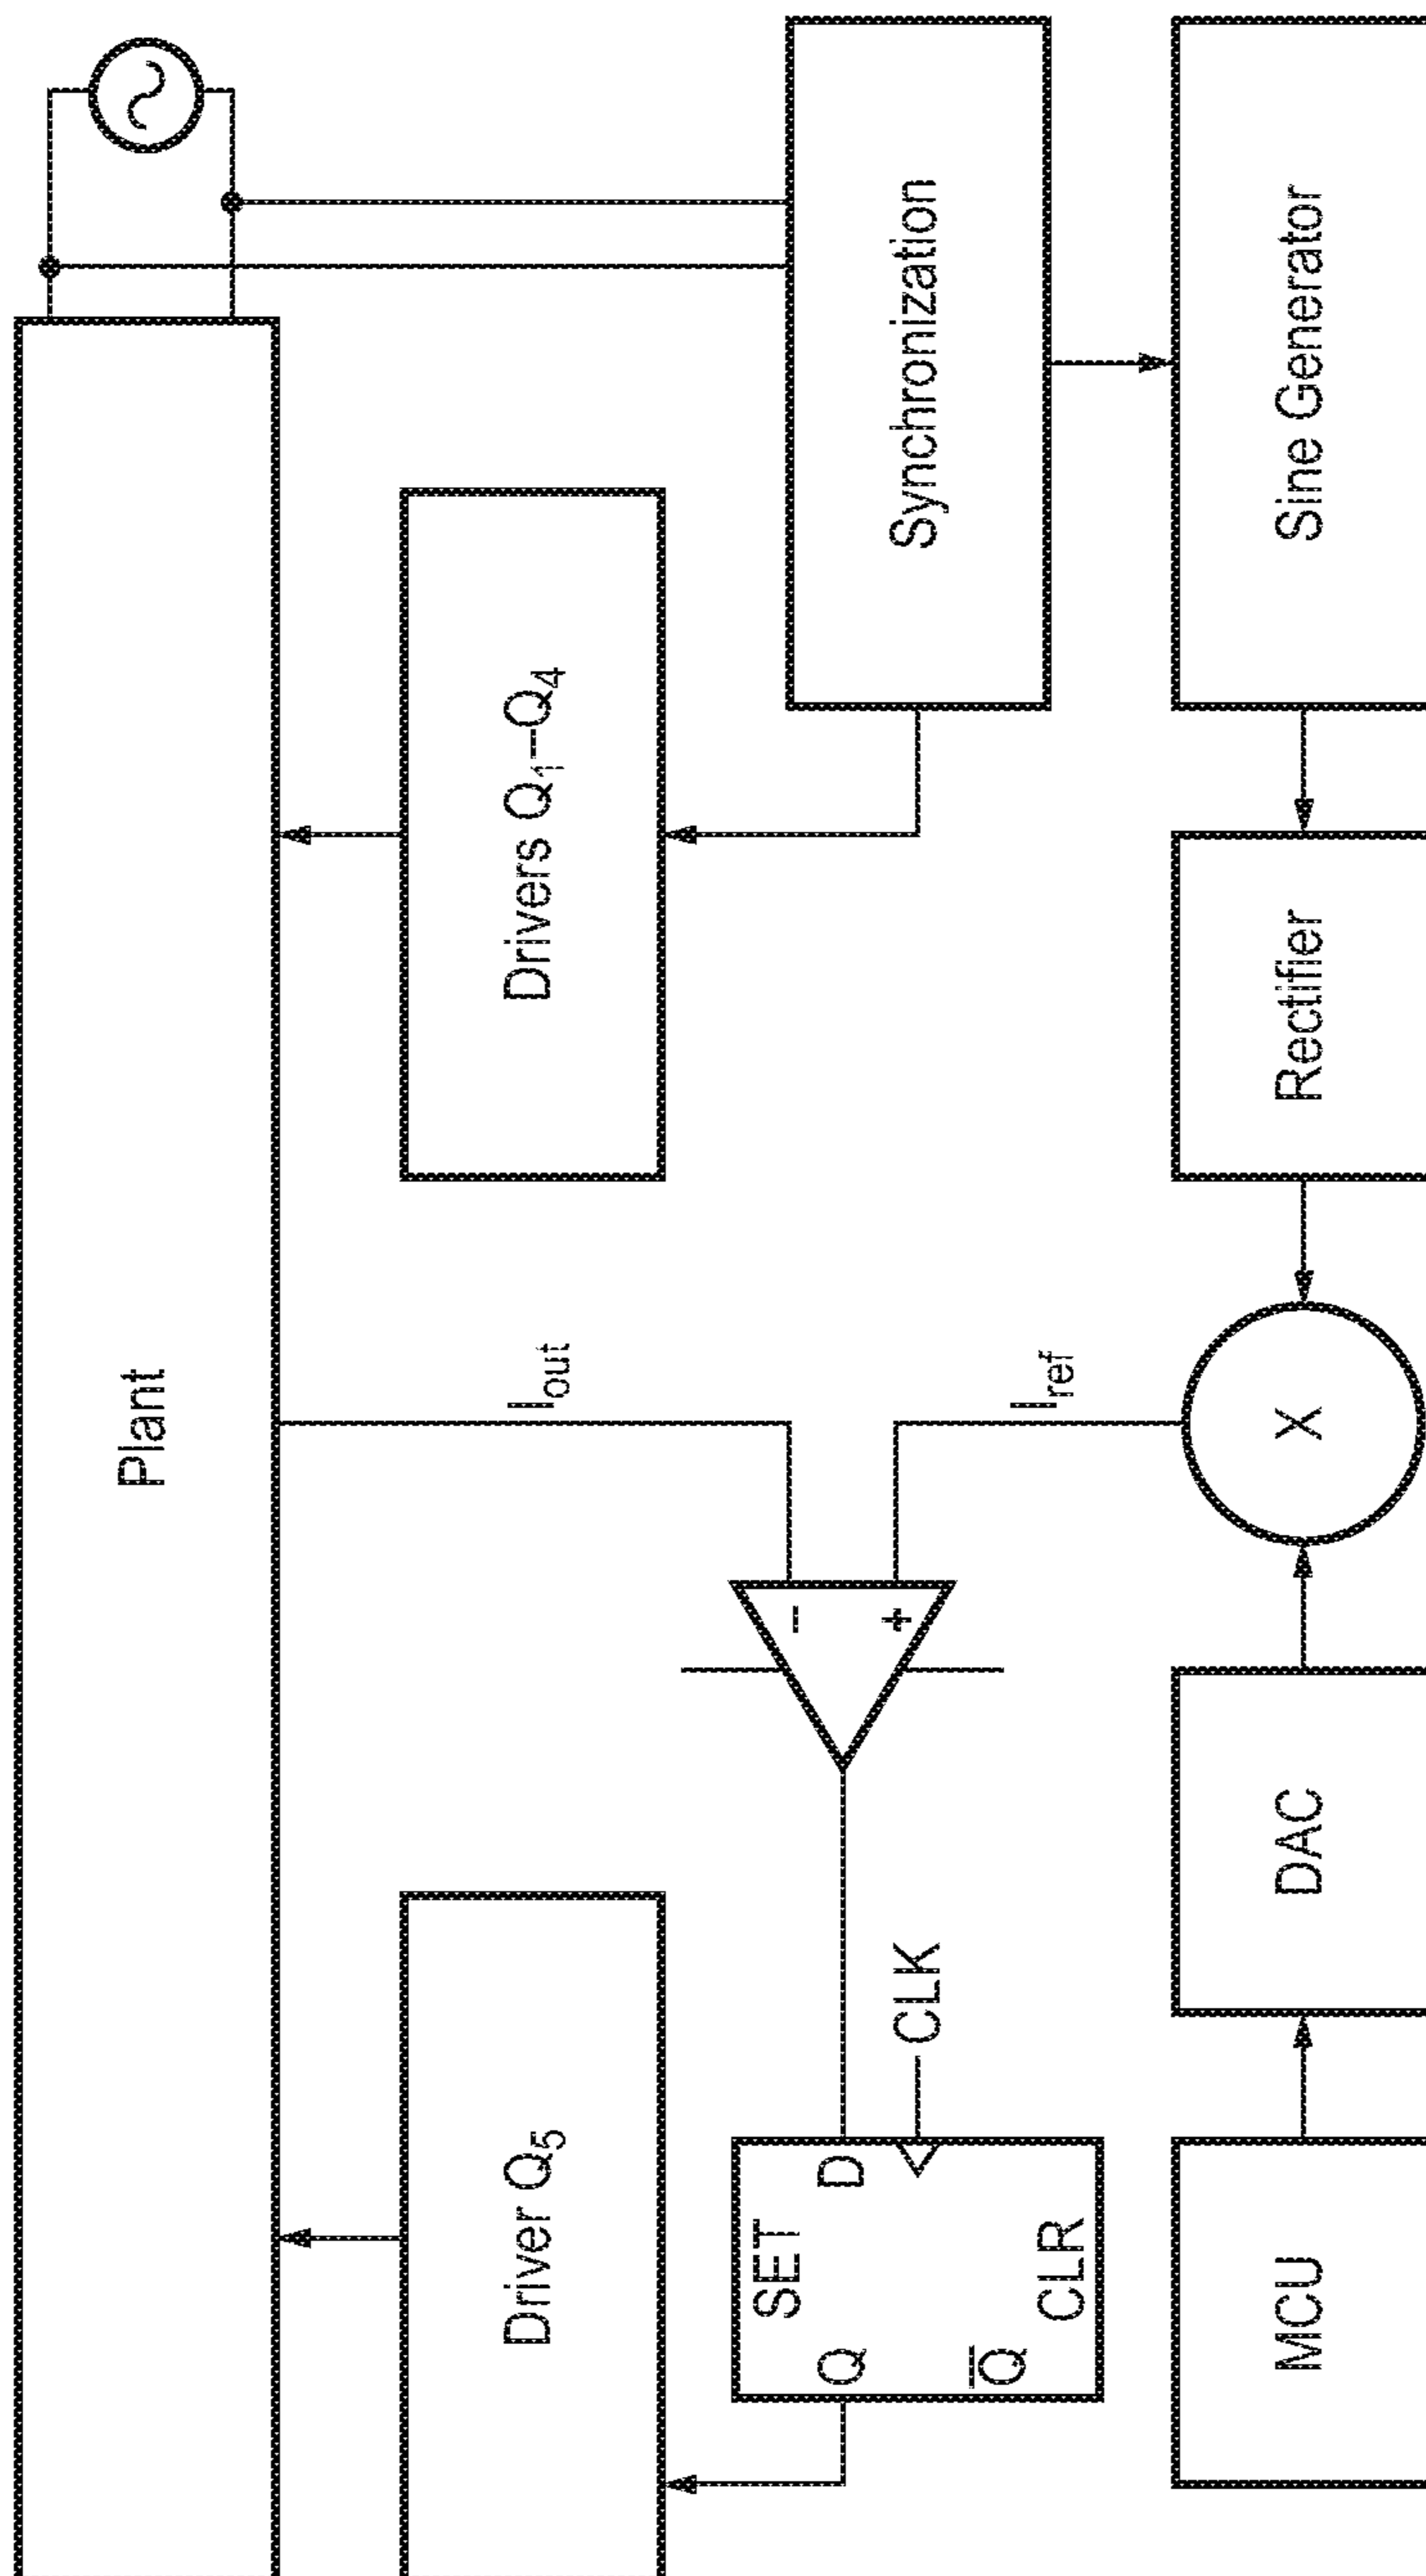 Plant
Driver Q5
Drivers Q1–Q4
Iout
SET
Q
D
Q̅
CLR
CLK
-
+
Iref
Synchronization
MCU
DAC
X
Rectifier
Sine Generator